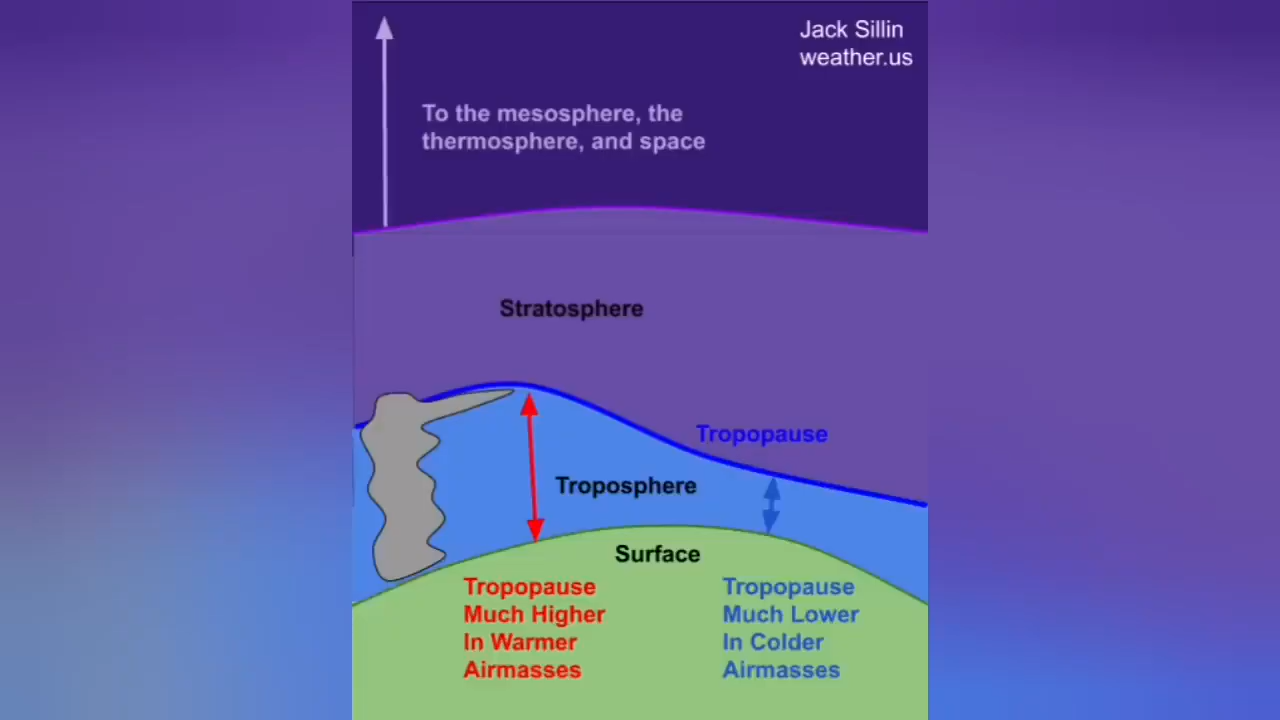 Jack Sillin
weather.us
To the mesosphere, the
thermosphere, and space
Stratosphere
Tropopause
Troposphere
Surface
Tropopause
Much Higher
In Warmer
Airmasses
Tropopause
Much Lower
In Colder
Airmasses